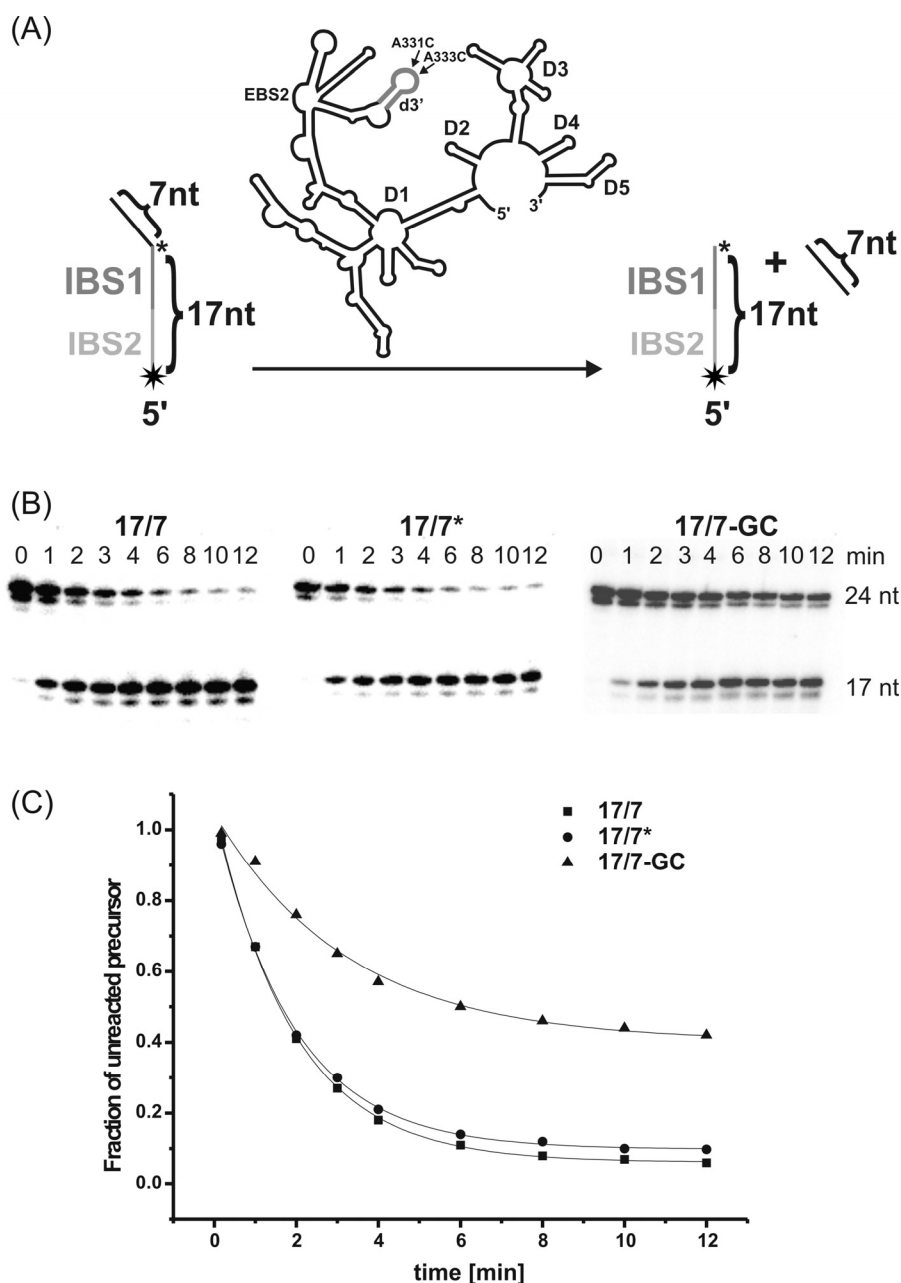 (A)
A331C
A333C
EBS2
d3'
D3
D2
D4
D1
5'
3'
D5
7nt
*
IBS1
17nt
IBS2
5'
*
+
7nt
IBS1
17nt
IBS2
5'
(B)
17/7
17/7*
17/7-GC
0 1 2 3 4 6 8 10 12
0 1 2 3 4 6 8 10 12
0 1 2 3 4 6 8 10 12 min
24 nt
17 nt
(C)
17/7
17/7*
17/7-GC
Fraction of unreacted precursor
1.0
0.8
0.6
0.4
0.2
0.0
0 2 4 6 8 10 12
time [min]